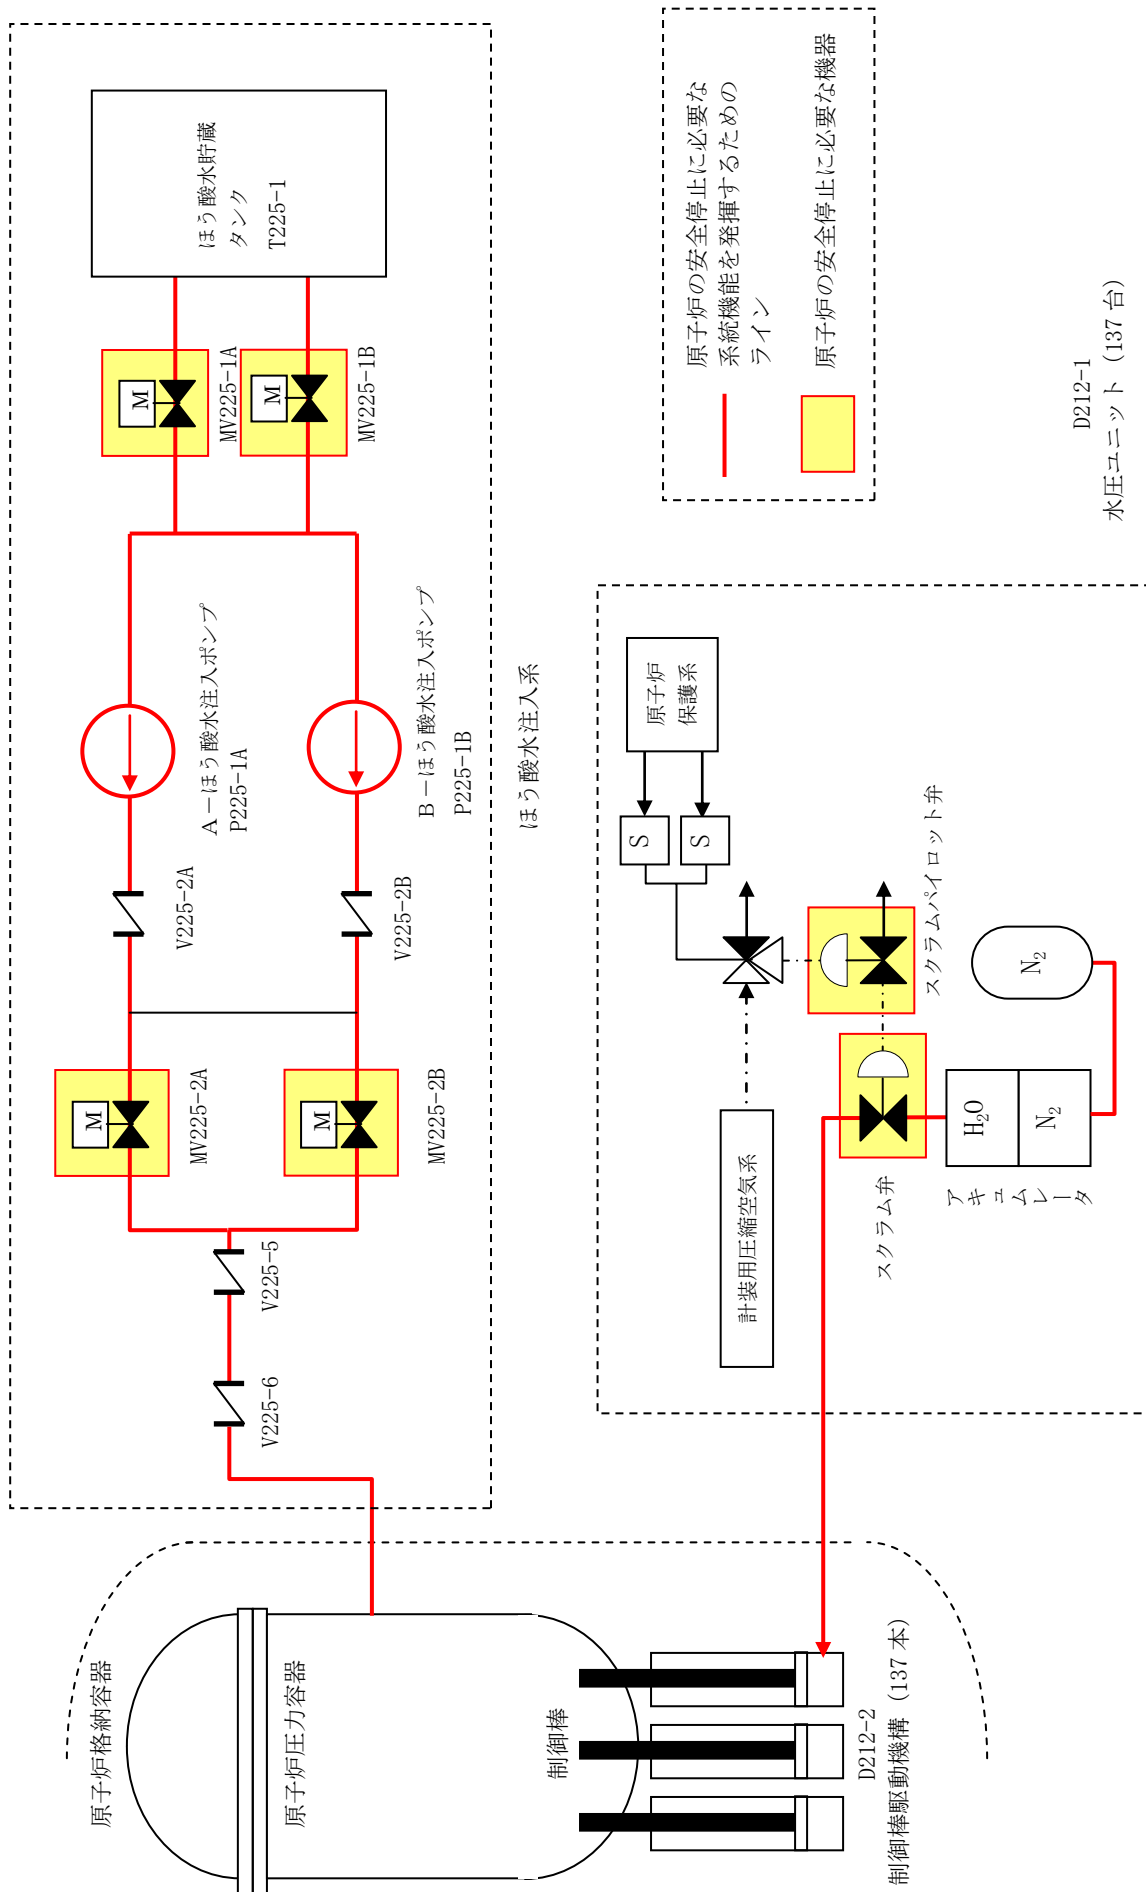 原子炉格納容器
原子炉圧力容器
制御棒
D212-2
制御棒駆動機構（137 本）
V225-6
V225-5
M
MV225-2A
M
MV225-2B
V225-2A
V225-2B
A－ほう酸水注入ポンプ
P225-1A
B－ほう酸水注入ポンプ
P225-1B
M
MV225-1A
M
MV225-1B
ほう酸水貯蔵
タンク
T225-1
ほう酸水注入系
計装用圧縮空気系
原子炉
保護系
S
S
スクラムパイロット弁
スクラム弁
アキュムレータ
H₂O
N₂
N₂
D212-1
水圧ユニット（137 台）
原子炉の安全停止に必要な
系統機能を発揮するための
ライン
原子炉の安全停止に必要な機器